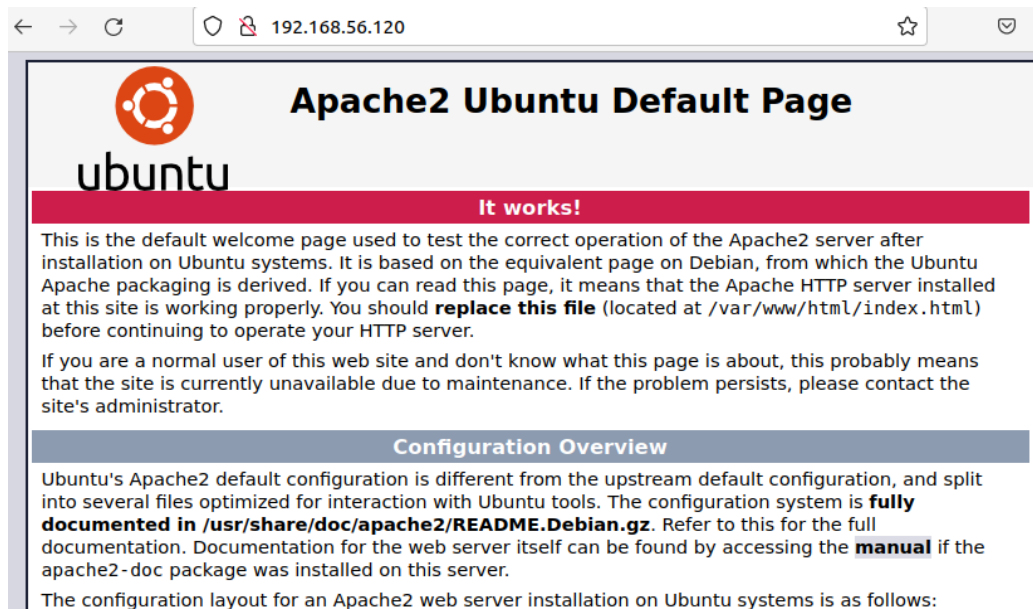 192.168.56.120
Apache2 Ubuntu Default Page
ubuntu
It works!
This is the default welcome page used to test the correct operation of the Apache2 server after
installation on Ubuntu systems. It is based on the equivalent page on Debian, from which the Ubuntu
Apache packaging is derived. If you can read this page, it means that the Apache HTTP server installed
at this site is working properly. You should replace this file (located at /var/www/html/index.html)
before continuing to operate your HTTP server.
If you are a normal user of this web site and don't know what this page is about, this probably means
that the site is currently unavailable due to maintenance. If the problem persists, please contact the
site's administrator.
Configuration Overview
Ubuntu's Apache2 default configuration is different from the upstream default configuration, and split
into several files optimized for interaction with Ubuntu tools. The configuration system is fully
documented in /usr/share/doc/apache2/README.Debian.gz. Refer to this for the full
documentation. Documentation for the web server itself can be found by accessing the manual if the
apache2-doc package was installed on this server.
The configuration layout for an Apache2 web server installation on Ubuntu systems is as follows: